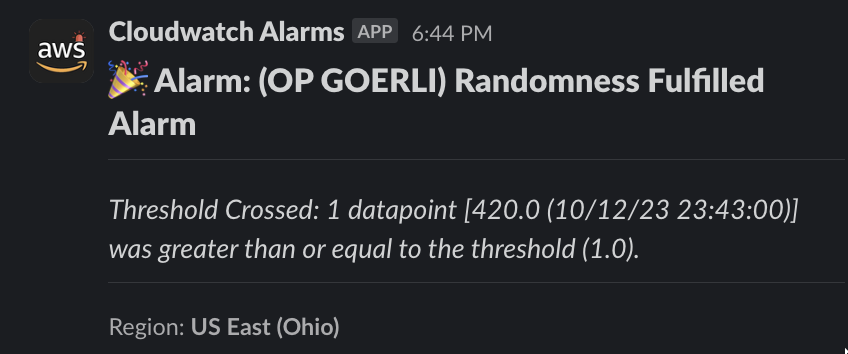 aws
Cloudwatch Alarms APP 6:44 PM
🎉 Alarm: (OP GOERLI) Randomness Fulfilled
Alarm
Threshold Crossed: 1 datapoint [420.0 (10/12/23 23:43:00)]
was greater than or equal to the threshold (1.0).
Region: US East (Ohio)